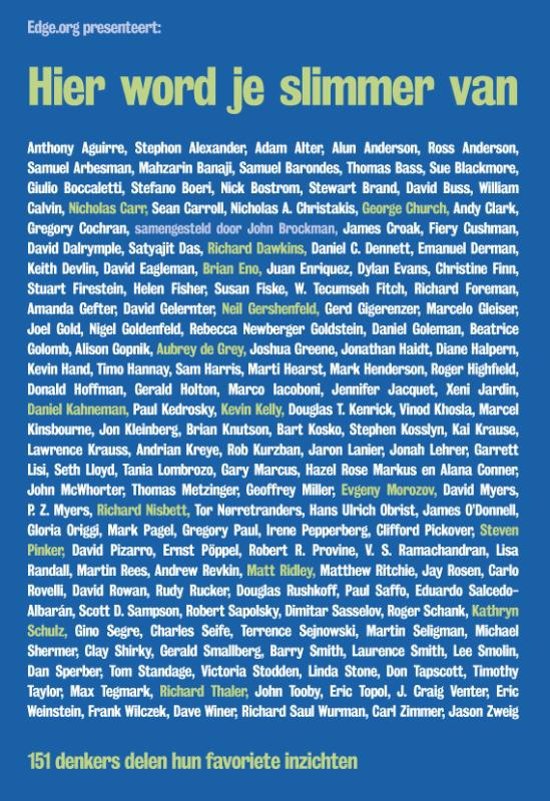 Edge.org presenteert:
Hier word je slimmer van
Anthony Aguirre, Stephon Alexander, Adam Alter, Alun Anderson, Ross Anderson,
Samuel Arbesman, Mahzarin Banaji, Samuel Barondes, Thomas Bass, Sue Blackmore,
Giulio Boccaletti, Stefano Boeri, Nick Bostrom, Stewart Brand, David Buss, William
Calvin, Nicholas Carr, Sean Carroll, Nicholas A. Christakis, George Church, Andy Clark,
Gregory Cochran, samengesteld door John Brockman, James Croak, Fiery Cushman,
David Dalrymple, Satyajit Das, Richard Dawkins, Daniel C. Dennett, Emanuel Derman,
Keith Devlin, David Eagleman, Brian Eno, Juan Enriquez, Dylan Evans, Christine Finn,
Stuart Firestein, Helen Fisher, Susan Fiske, W. Tecumseh Fitch, Richard Foreman,
Amanda Gefter, David Gelernter, Neil Gershenfeld, Gerd Gigerenzer, Marcelo Gleiser,
Joel Gold, Nigel Goldenfeld, Rebecca Newberger Goldstein, Daniel Goleman, Beatrice
Golomb, Alison Gopnik, Aubrey de Grey, Joshua Greene, Jonathan Haidt, Diane Halpern,
Kevin Hand, Timo Hannay, Sam Harris, Marti Hearst, Mark Henderson, Roger Highfield,
Donald Hoffman, Gerald Holton, Marco Iacoboni, Jennifer Jacquet, Xeni Jardin,
Daniel Kahneman, Paul Kedrosky, Kevin Kelly, Douglas T. Kenrick, Vinod Khosla, Marcel
Kinsbourne, Jon Kleinberg, Brian Knutson, Bart Kosko, Stephen Kosslyn, Kai Krause,
Lawrence Krauss, Andrian Kreye, Rob Kurzban, Jaron Lanier, Jonah Lehrer, Garrett
Lisi, Seth Lloyd, Tania Lombrozo, Gary Marcus, Hazel Rose Markus en Alana Conner,
John McWhorter, Thomas Metzinger, Geoffrey Miller, Evgeny Morozov, David Myers,
P. Z. Myers, Richard Nisbett, Tor Nørretranders, Hans Ulrich Obrist, James O'Donnell,
Gloria Origgi, Mark Pagel, Gregory Paul, Irene Pepperberg, Clifford Pickover, Steven
Pinker, David Pizarro, Ernst Pöppel, Robert R. Provine, V. S. Ramachandran, Lisa
Randall, Martin Rees, Andrew Revkin, Matt Ridley, Matthew Ritchie, Jay Rosen, Carlo
Rovelli, David Rowan, Rudy Rucker, Douglas Rushkoff, Paul Saffo, Eduardo Salcedo-
Albarán, Scott D. Sampson, Robert Sapolsky, Dimitar Sasselov, Roger Schank, Kathryn
Schulz, Gino Segre, Charles Seife, Terrence Sejnowski, Martin Seligman, Michael
Shermer, Clay Shirky, Gerald Smallberg, Barry Smith, Laurence Smith, Lee Smolin,
Dan Sperber, Tom Standage, Victoria Stodden, Linda Stone, Don Tapscott, Timothy
Taylor, Max Tegmark, Richard Thaler, John Tooby, Eric Topol, J. Craig Venter, Eric
Weinstein, Frank Wilczek, Dave Winer, Richard Saul Wurman, Carl Zimmer, Jason Zweig
151 denkers delen hun favoriete inzichten